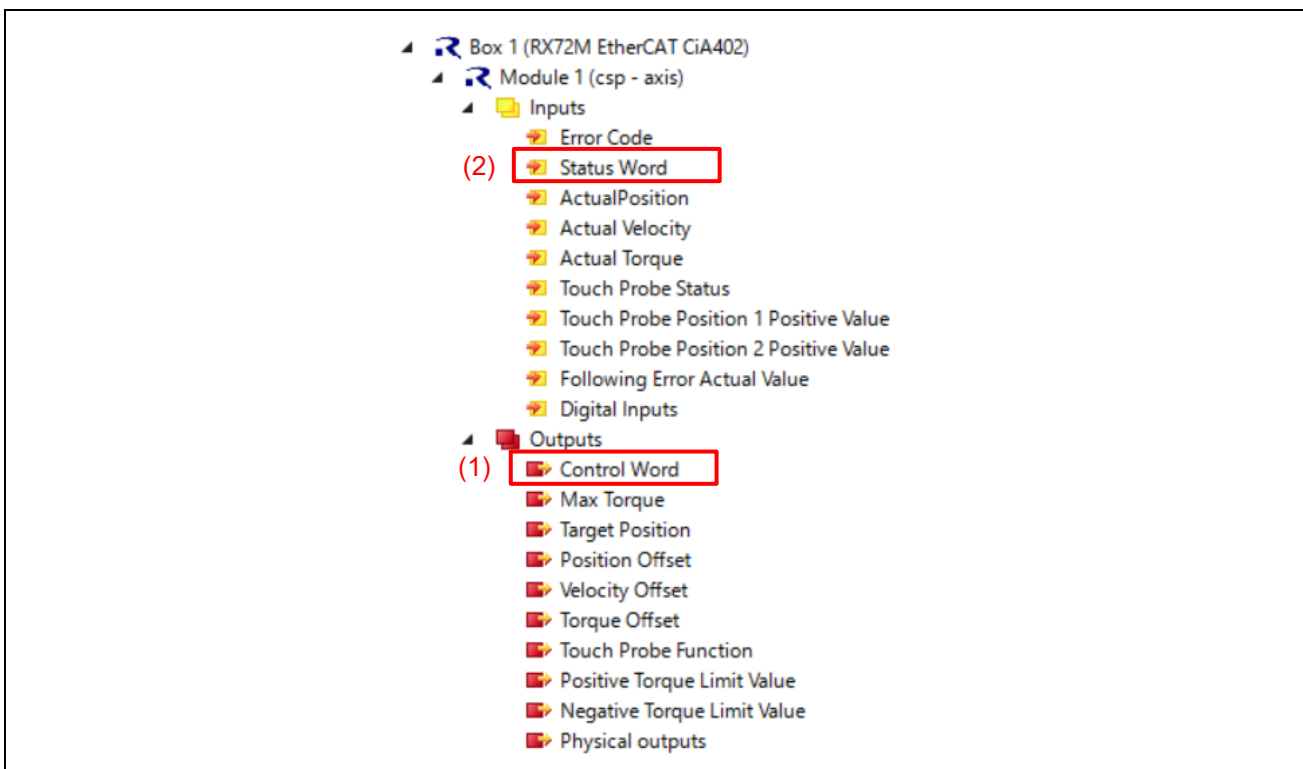 Box 1 (RX72M EtherCAT CiA402)
Module 1 (csp - axis)
Inputs
Error Code
(2) Status Word
ActualPosition
Actual Velocity
Actual Torque
Touch Probe Status
Touch Probe Position 1 Positive Value
Touch Probe Position 2 Positive Value
Following Error Actual Value
Digital Inputs
Outputs
(1) Control Word
Max Torque
Target Position
Position Offset
Velocity Offset
Torque Offset
Touch Probe Function
Positive Torque Limit Value
Negative Torque Limit Value
Physical outputs